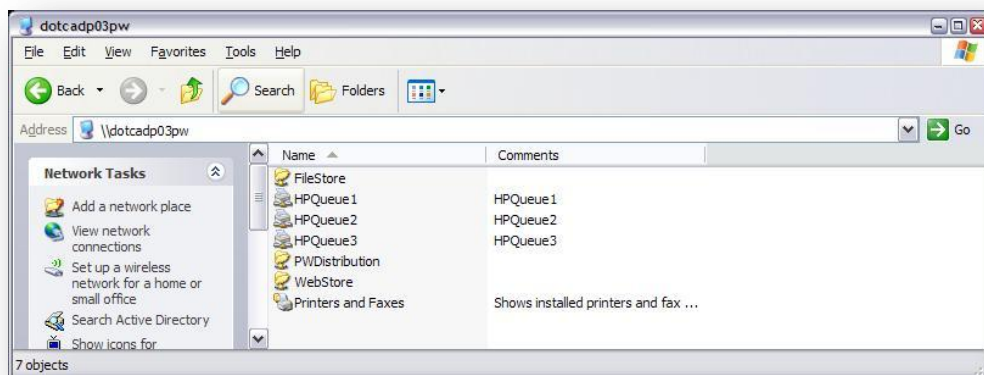 dotcadp03pw
File Edit View Favorites Tools Help
Back Search Folders
Address \\dotcadp03pw Go
Network Tasks
Add a network place
View network
connections
Set up a wireless
network for a home or
small office
Search Active Directory
Show icons for
Name Comments
FileStore
HPQueue1 HPQueue1
HPQueue2 HPQueue2
HPQueue3 HPQueue3
PWDistribution
WebStore
Printers and Faxes Shows installed printers and fax ...
7 objects